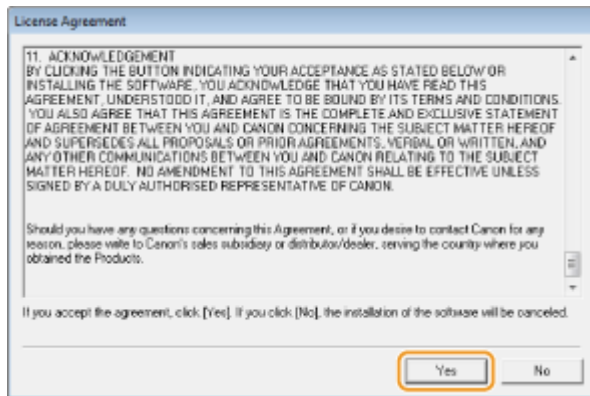 License Agreement
11. ACKNOWLEDGEMENT
BY CLICKING THE BUTTON INDICATING YOUR ACCEPTANCE AS STATED BELOW OR
INSTALLING THE SOFTWARE, YOU ACKNOWLEDGE THAT YOU HAVE READ THIS
AGREEMENT, UNDERSTOOD IT, AND AGREE TO BE BOUND BY ITS TERMS AND CONDITIONS.
YOU ALSO AGREE THAT THIS AGREEMENT IS THE COMPLETE AND EXCLUSIVE STATEMENT
OF AGREEMENT BETWEEN YOU AND CANON CONCERNING THE SUBJECT MATTER HEREOF
AND SUPERSEDES ALL PROPOSALS OR PRIOR AGREEMENTS, VERBAL OR WRITTEN, AND
ANY OTHER COMMUNICATIONS BETWEEN YOU AND CANON RELATING TO THE SUBJECT
MATTER HEREOF. NO AMENDMENT TO THIS AGREEMENT SHALL BE EFFECTIVE UNLESS
SIGNED BY A DULY AUTHORISED REPRESENTATIVE OF CANON.
Should you have any questions concerning this Agreement, or if you desire to contact Canon for any
reason, please write to Canon's sales subsidiary or distributor/dealer, serving the country where you
obtained the Products.
If you accept the agreement, click [Yes]. If you click [No], the installation of the software will be canceled.
Yes
No